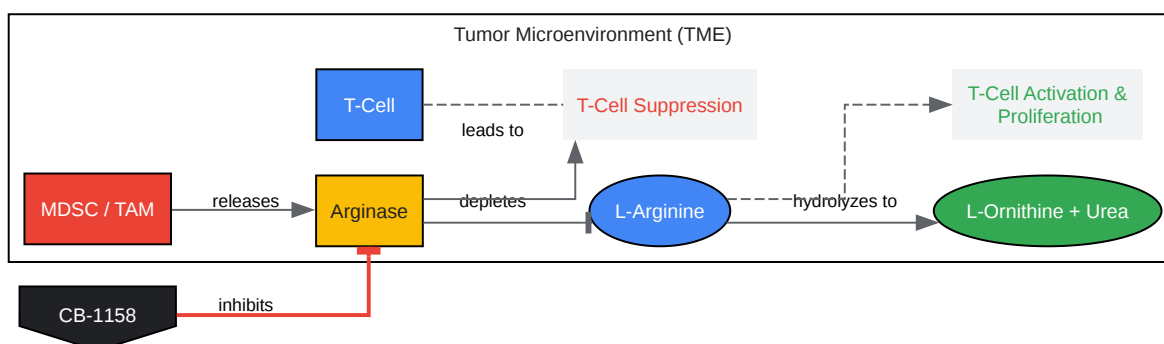 Tumor Microenvironment (TME)
T-Cell
T-Cell Suppression
T-Cell Activation &
Proliferation
leads to
MDSC / TAM
releases
Arginase
depletes
L-Arginine
hydrolyzes to
L-Ornithine + Urea
CB-1158
inhibits